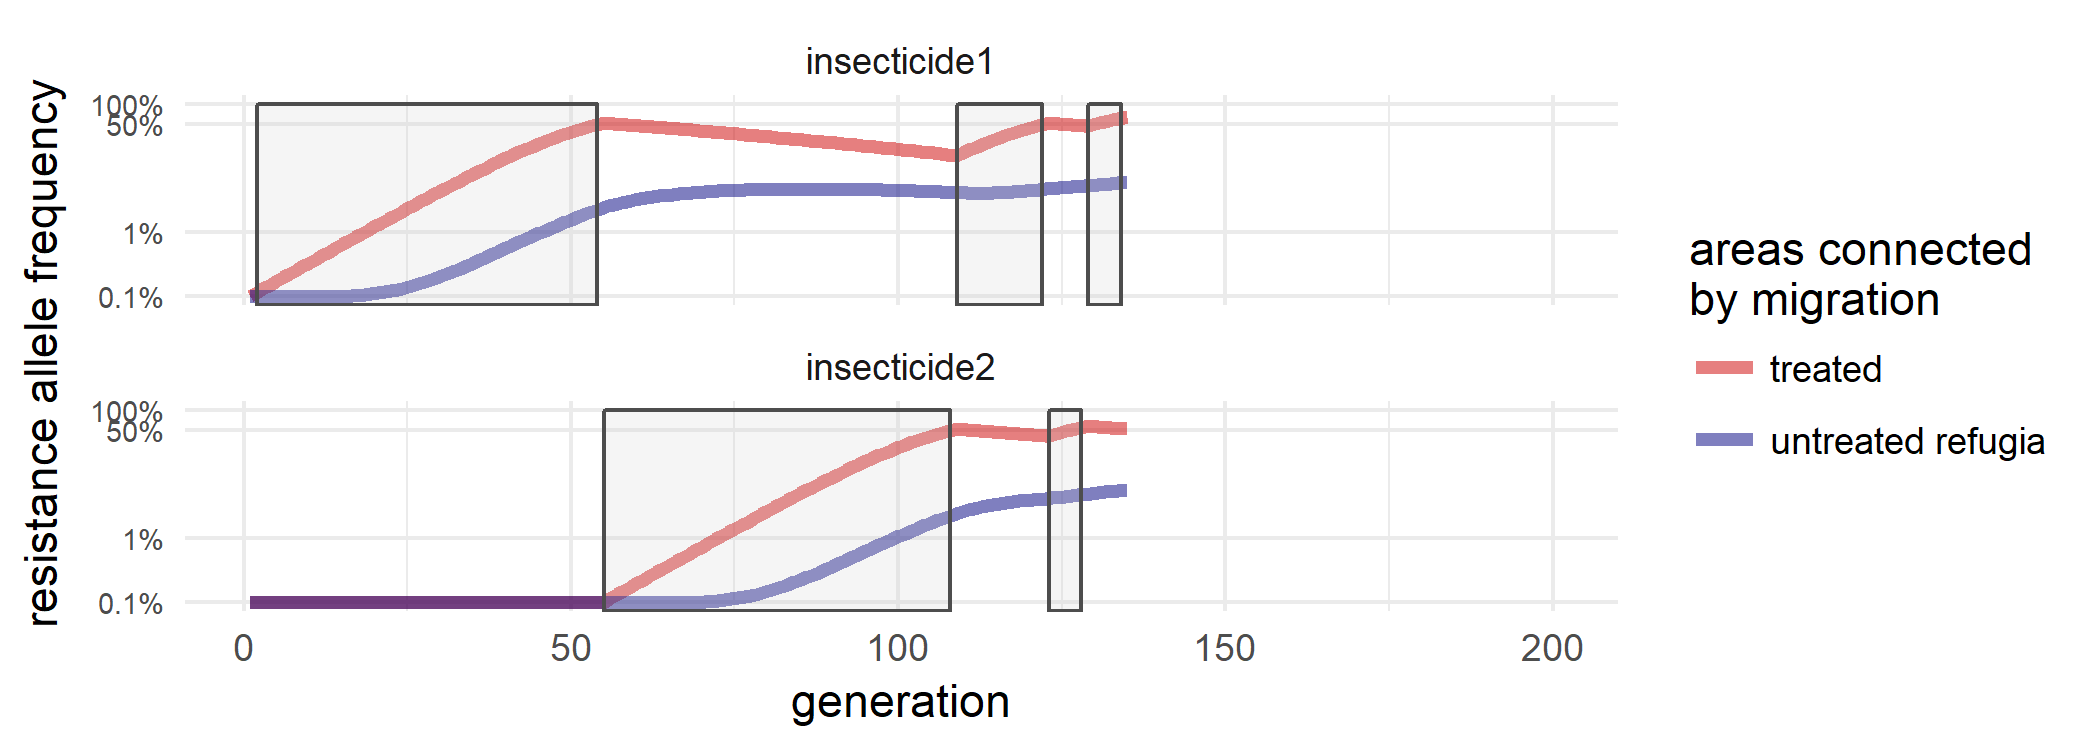 insecticide1
100%
50%
1%
0.1%
insecticide2
100%
50%
1%
0.1%
0 50 100 150 200
generation
resistance allele frequency
areas connected
by migration
treated
untreated refugia